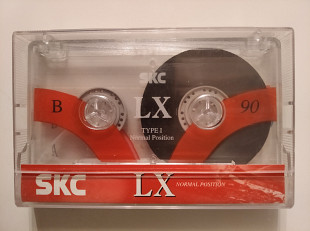 SKC
B LX 90
TYPE I
Normal Position
SKC LX NORMAL POSITION